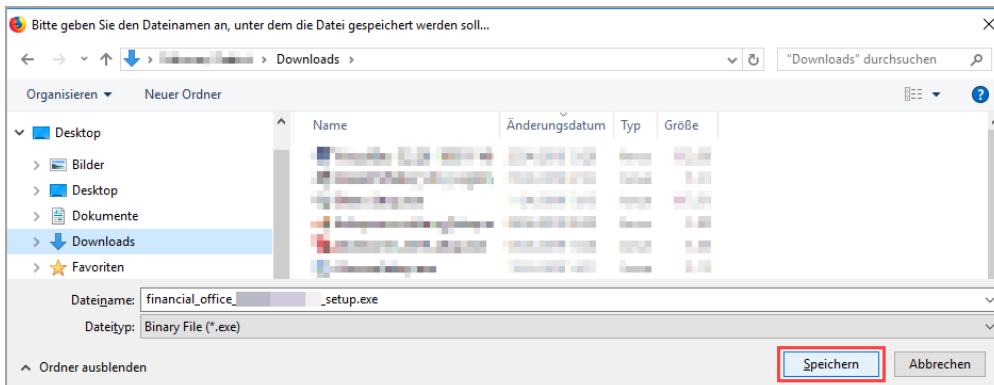 Bitte geben Sie den Dateinamen an, unter dem die Datei gespeichert werden soll...
Downloads
"Downloads" durchsuchen
Organisieren Neuer Ordner
Desktop
Name Änderungsdatum Typ Größe
Bilder
Desktop
Dokumente
Downloads
Favoriten
Dateiname: financial_office_ _setup.exe
Dateityp: Binary File (*.exe)
Ordner ausblenden Speichern Abbrechen